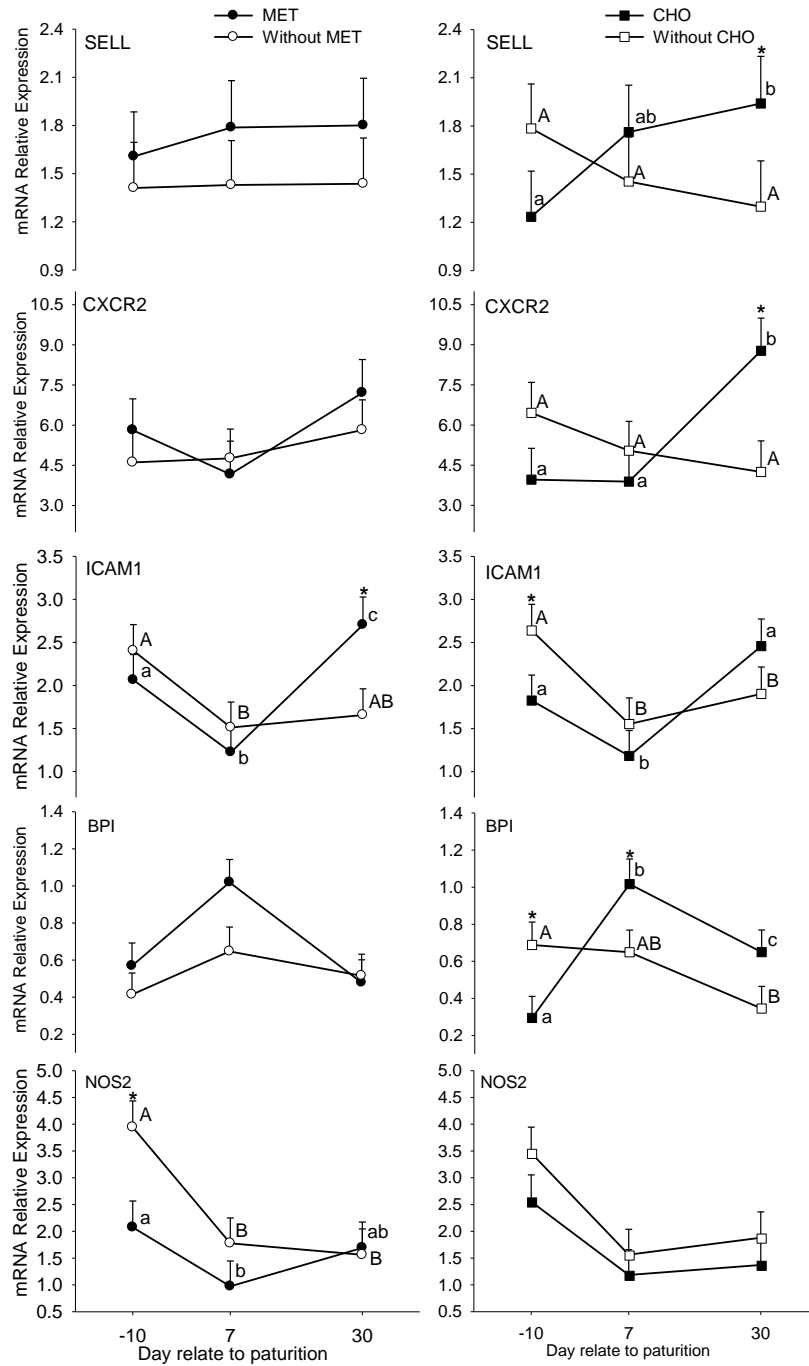 MET
Without MET
CHO
Without CHO
mRNA Relative Expression
SELL
2.4
2.1
1.8
1.5
1.2
0.9
SELL
2.4
2.1
1.8
1.5
1.2
0.9
A
a
ab
A
*
b
A
mRNA Relative Expression
CXCR2
10.5
9.0
7.5
6.0
4.5
3.0
CXCR2
10.5
9.0
7.5
6.0
4.5
3.0
A
a
A
a
*
b
A
mRNA Relative Expression
ICAM1
3.5
3.0
2.5
2.0
1.5
1.0
A
a
B
b
*
c
AB
ICAM1
3.5
3.0
2.5
2.0
1.5
1.0
*
A
a
B
b
a
B
mRNA Relative Expression
BPI
1.4
1.2
1.0
0.8
0.6
0.4
0.2
BPI
1.4
1.2
1.0
0.8
0.6
0.4
0.2
*
A
a
*
b
AB
c
B
mRNA Relative Expression
NOS2
5.0
4.5
4.0
3.5
3.0
2.5
2.0
1.5
1.0
0.5
*
A
a
B
b
ab
B
NOS2
5.0
4.5
4.0
3.5
3.0
2.5
2.0
1.5
1.0
0.5
-10 7 30
Day relate to paturition
-10 7 30
Day relate to paturition